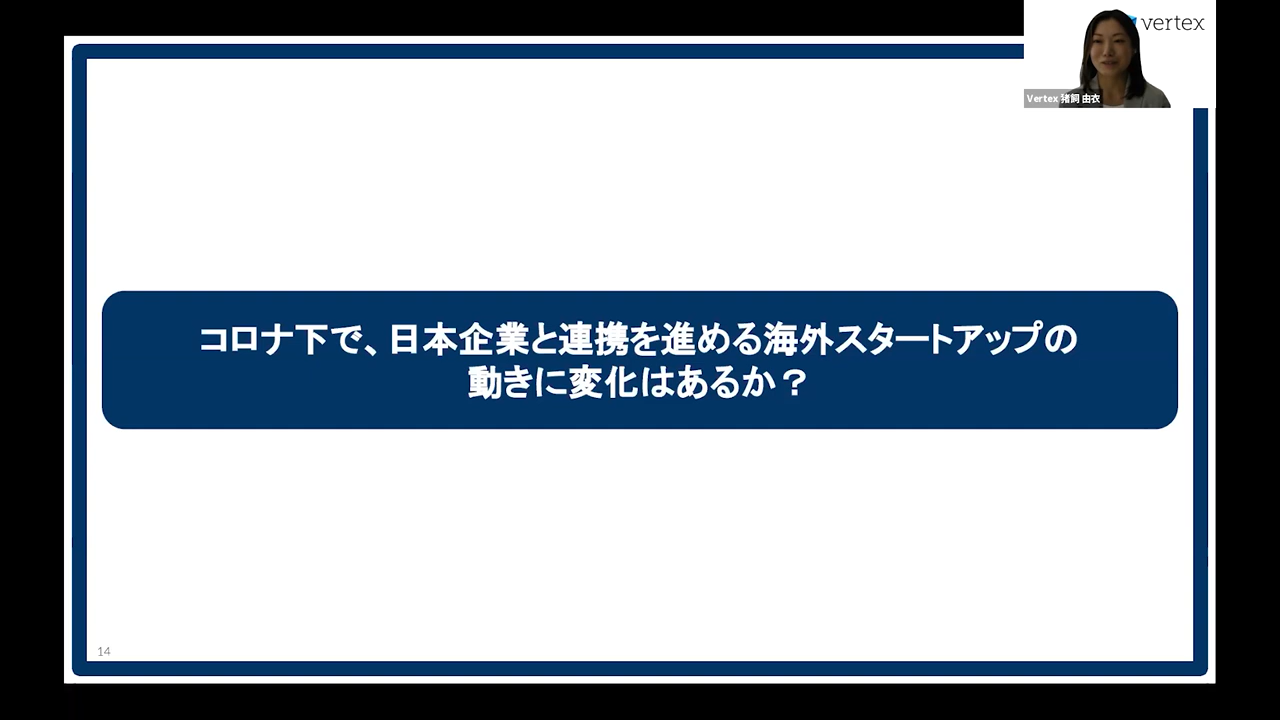 vertex
Vertex 猪飼 由衣
コロナ下で、日本企業と連携を進める海外スタートアップの
動きに変化はあるか？
14